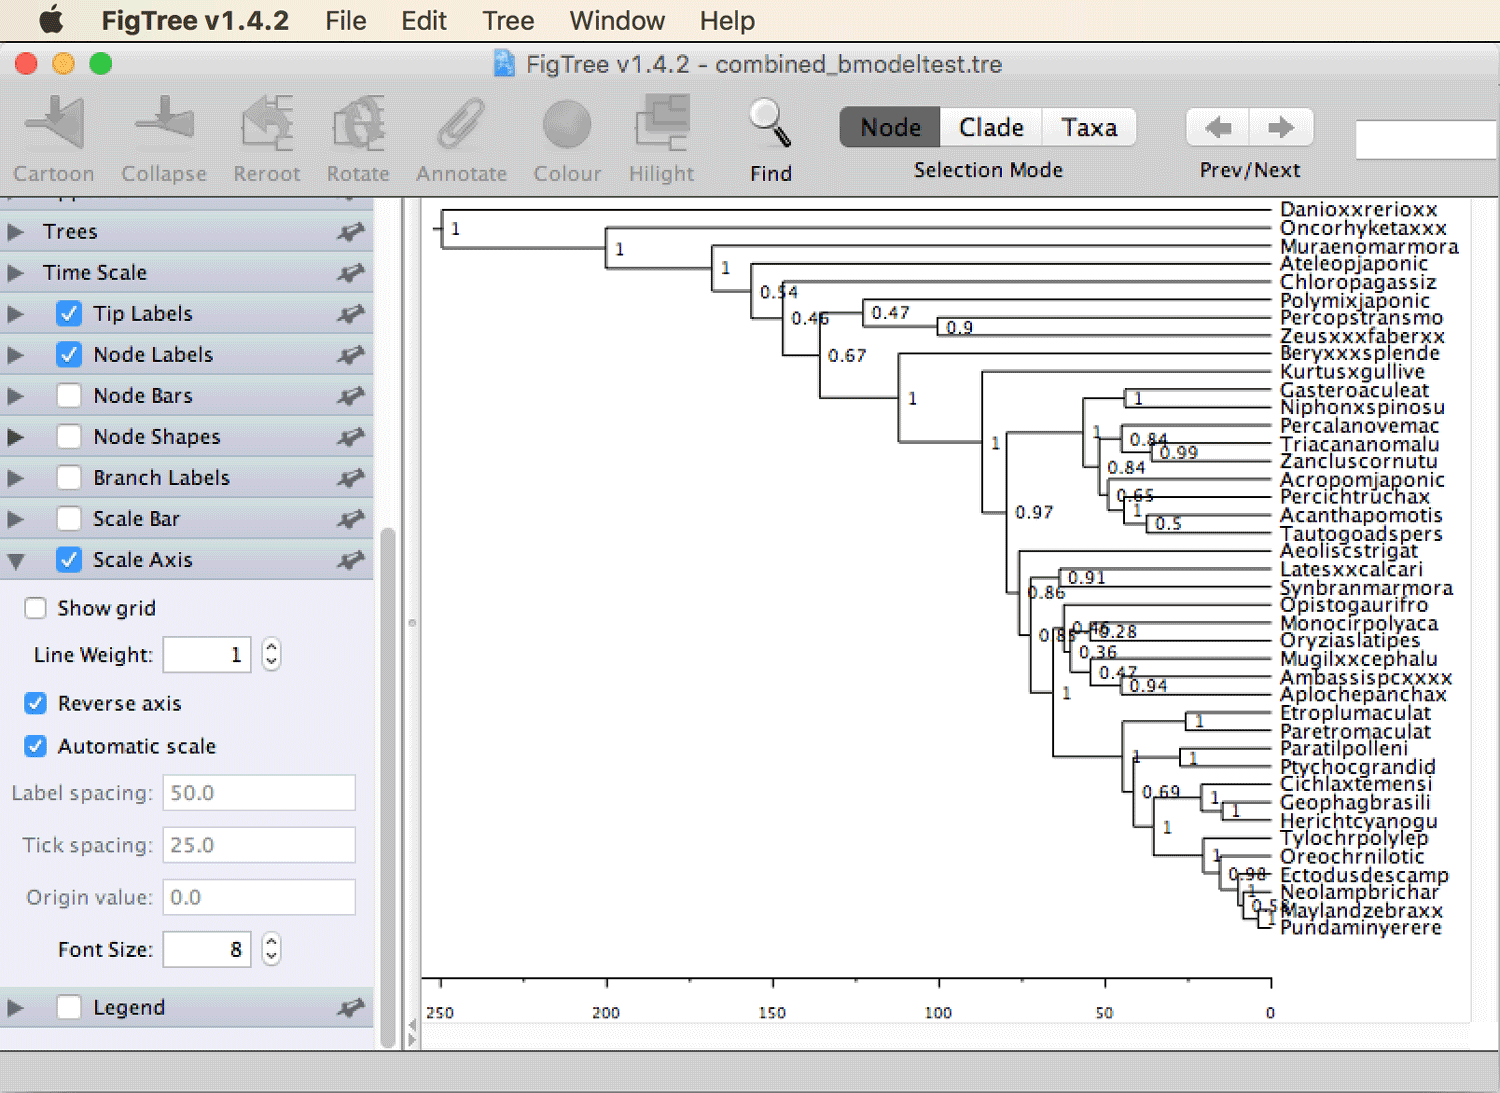 FigTree v1.4.2 File Edit Tree Window Help
FigTree v1.4.2 - combined_bmodeltest.tre
Cartoon Collapse Reroot Rotate Annotate Colour Hilight Find
Node Clade Taxa
Selection Mode
Prev/Next
Trees
Time Scale
Tip Labels
Node Labels
Node Bars
Node Shapes
Branch Labels
Scale Bar
Scale Axis
Show grid
Line Weight: 1
Reverse axis
Automatic scale
Label spacing: 50.0
Tick spacing: 25.0
Origin value: 0.0
Font Size: 8
Legend
Danioxxrerioxx
1
Oncorhyketaxxx
1
Muraenomarmora
1
Ateleopjaponic
Chloropagassiz
0.54
Polymixjaponic
0.47
Percopstransmo
0.46
0.9
Zeusxxxfaberxx
0.67
Beryxxxsplende
Kurtusxgullive
Gasteroaculeat
1
1
Niphonxspinosu
Percalanovemac
1
0.84
Triacananomalu
1
0.99
Zancluscornutu
0.84
Acropomjaponic
0.65
Percichtruchax
1
0.97
Acanthapomotis
0.5
Tautogoadspers
Aeoliscstrigat
Latesxxcalcari
0.91
Synbranmarmora
0.86
Opistogaurifro
Monocirpolyaca
0.46
0.28
0.85
Oryziaslatipes
0.36
Mugilxxcephalu
0.47
Ambassispcxxxx
0.94
Aplochepanchax
1
Etroplumaculat
1
Paretromaculat
Paratilpolleni
1
1
Ptychocgrandid
Cichlaxtemensi
0.69
1
Geophagbrasili
1
Herichtcyanogu
1
Tylochrpolylep
1
Oreochrnilotic
0.98
Ectodusdescamp
1
Neolampbrichar
0.58
Maylandzebraxx
1
Pundaminyerere
250 200 150 100 50 0